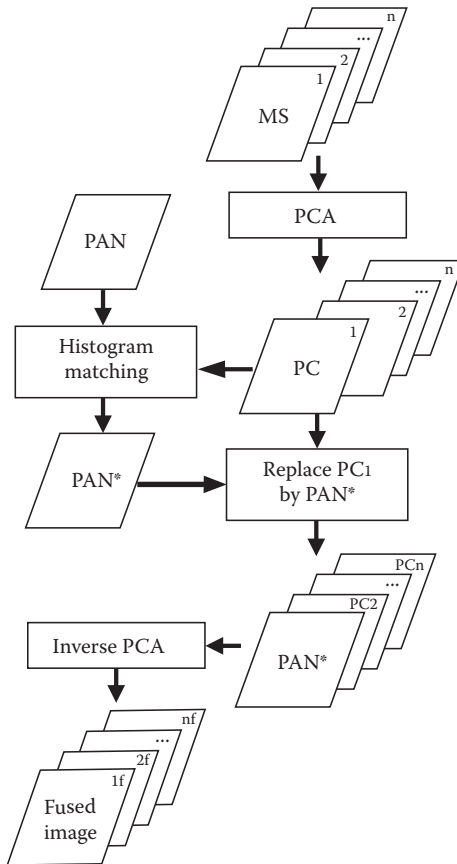 n
...
2
1
MS
PCA
PAN
n
...
2
1
PC
Histogram
matching
PAN*
Replace PC1
by PAN*
PCn
...
PC2
PAN*
Inverse PCA
nf
...
2f
1f
Fused
image